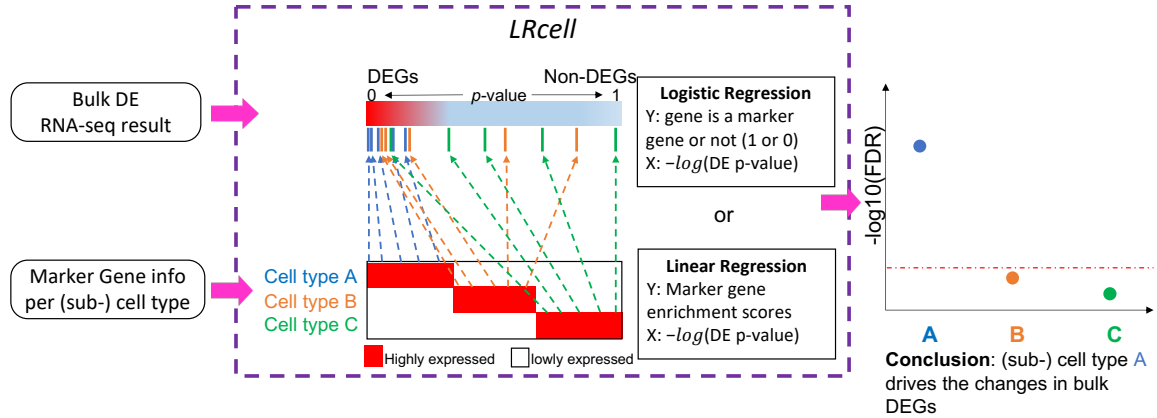 LRcell
Bulk DE
RNA-seq result
Marker Gene info
per (sub-) cell type
DEGs
Non-DEGs
0
p-value
1
Cell type A
Cell type B
Cell type C
Highly expressed
lowly expressed
Logistic Regression
Y: gene is a marker
gene or not (1 or 0)
X: −log(DE p-value)
or
Linear Regression
Y: Marker gene
enrichment scores
X: −log(DE p-value)
-log10(FDR)
A
B
C
Conclusion: (sub-) cell type A
drives the changes in bulk
DEGs